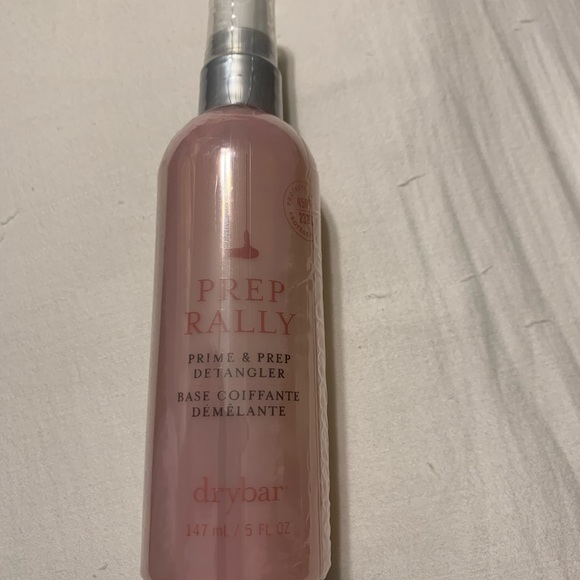 PREP
RALLY
PRIME & PREP
DETANGLER
BASE COIFFANTE
DÉMÊLANTE
drybar
147 mL / 5 FL OZ